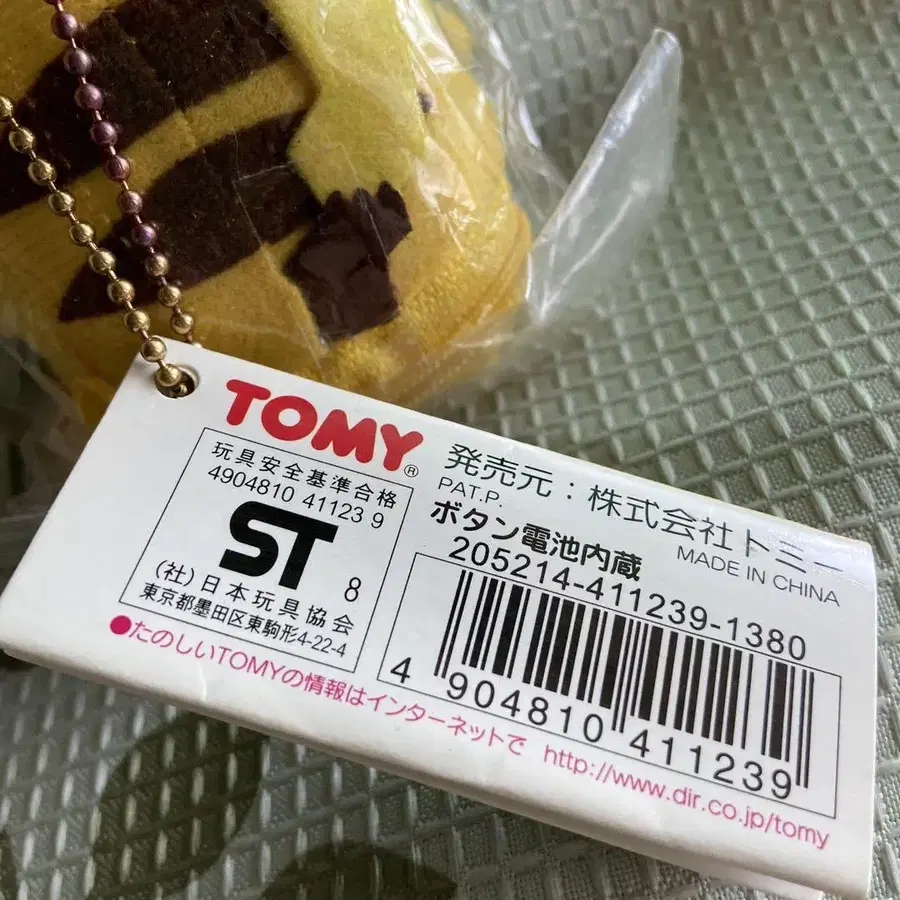 TOMY®
玩具安全基準合格
4904810 41123 9
ST 8
(社)日本玩具協会
東京都墨田区東駒形4-22-4
発売元:株式会社トミー
PAT.P.
MADE IN CHINA
ボタン電池内蔵
205214-411239-1380
4 904810 411239
●たのしいTOMYの情報はインターネットで http://www.dir.co.jp/tomy